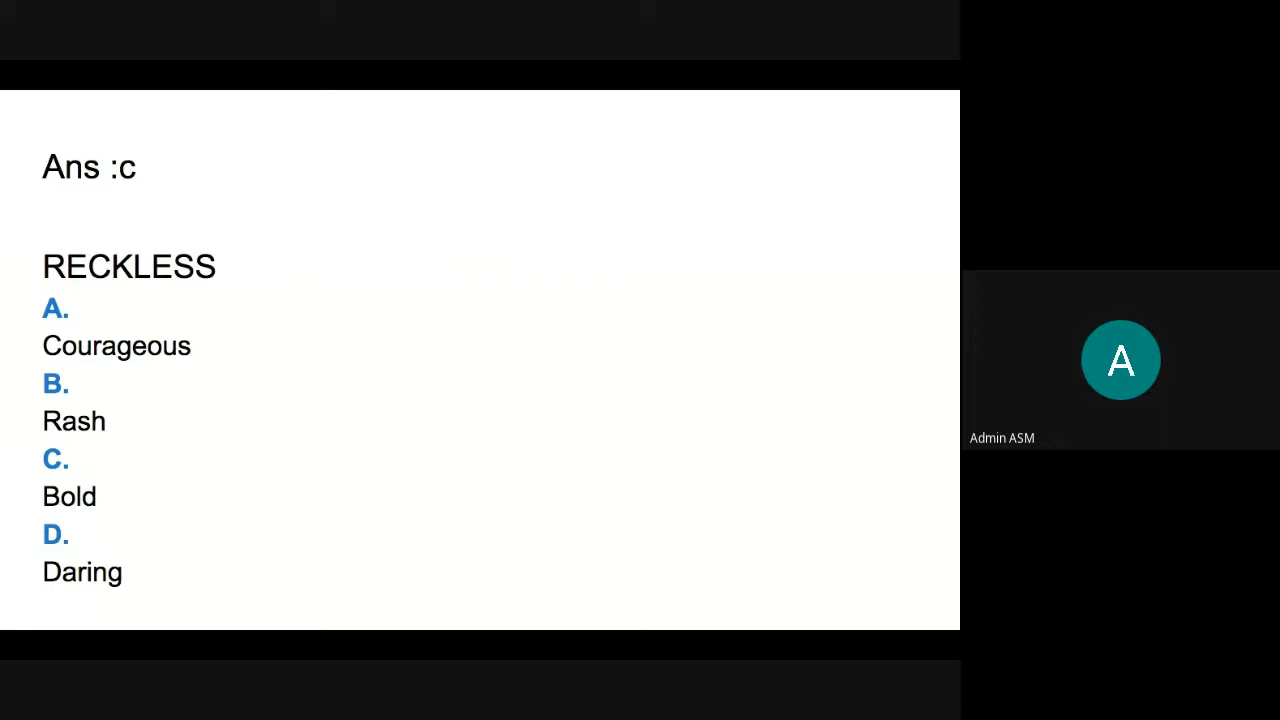 Ans :c
RECKLESS
A.
Courageous
B.
Rash
C.
Bold
D.
Daring
A
Admin ASM